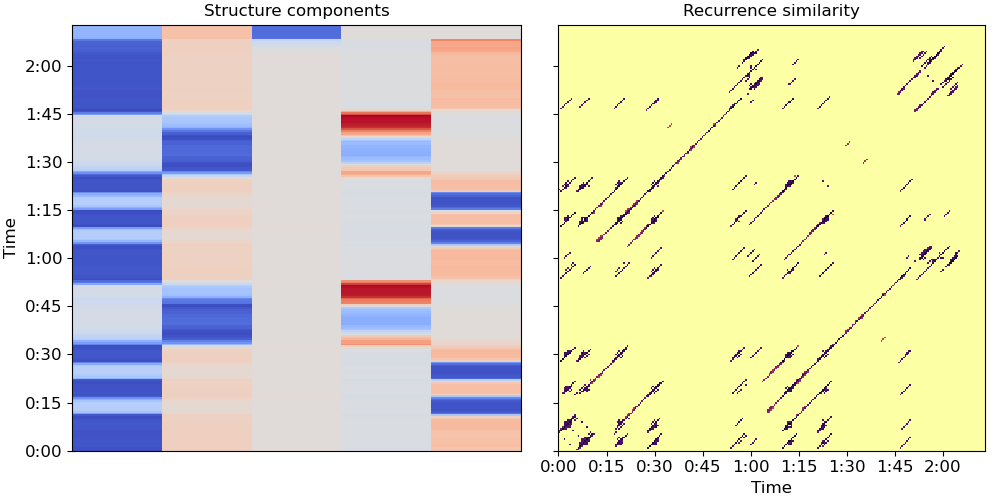 Structure components
Recurrence similarity
Time
2:00
1:45
1:30
1:15
1:00
0:45
0:30
0:15
0:00
0:00 0:15 0:30 0:45 1:00 1:15 1:30 1:45 2:00
Time